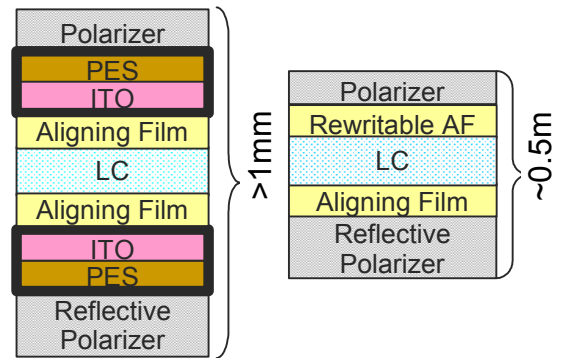 Polarizer
PES
ITO
Aligning Film
LC
Aligning Film
ITO
PES
Reflective
Polarizer
>1mm
Polarizer
Rewritable AF
LC
Aligning Film
Reflective
Polarizer
~0.5m